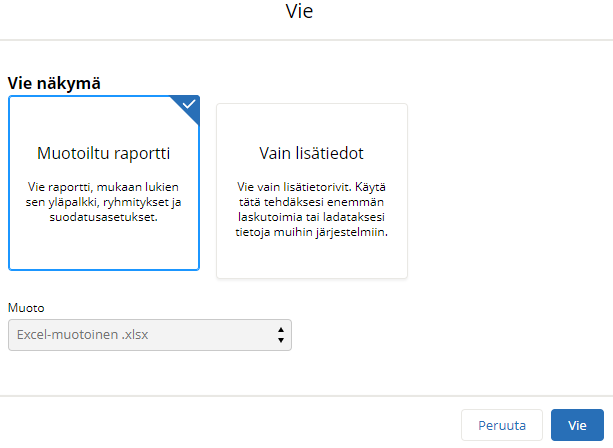 Vie
Vie näkymä
Muotoiltu raportti
Vie raportti, mukaan lukien
sen yläpalkki, ryhmitykset ja
suodatusasetukset.
Vain lisätiedot
Vie vain lisätietorivit. Käytä
tätä tehdäksesi enemmän
laskutoimia tai ladataksesi
tietoja muihin järjestelmiin.
Muoto
Excel-muotoinen .xlsx
Peruuta
Vie